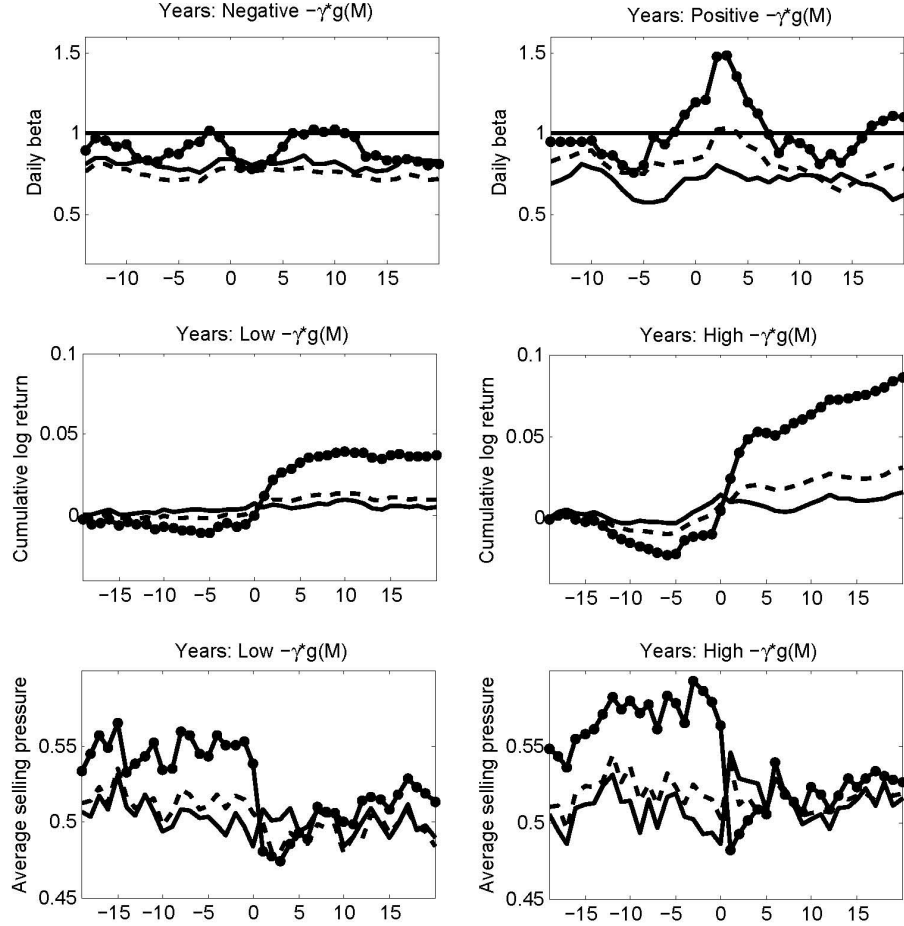 Years: Negative −γ*g(M)
Years: Positive −γ*g(M)
1.5
1
0.5
Daily beta
−10 −5 0 5 10 15
1.5
1
0.5
Daily beta
−10 −5 0 5 10 15
Years: Low −γ*g(M)
Years: High −γ*g(M)
0.1
0.05
0
Cumulative log return
−15 −10 −5 0 5 10 15
0.1
0.05
0
Cumulative log return
−15 −10 −5 0 5 10 15
Years: Low −γ*g(M)
Years: High −γ*g(M)
0.55
0.5
0.45
Average selling pressure
−15 −10 −5 0 5 10 15
0.55
0.5
0.45
Average selling pressure
−15 −10 −5 0 5 10 15